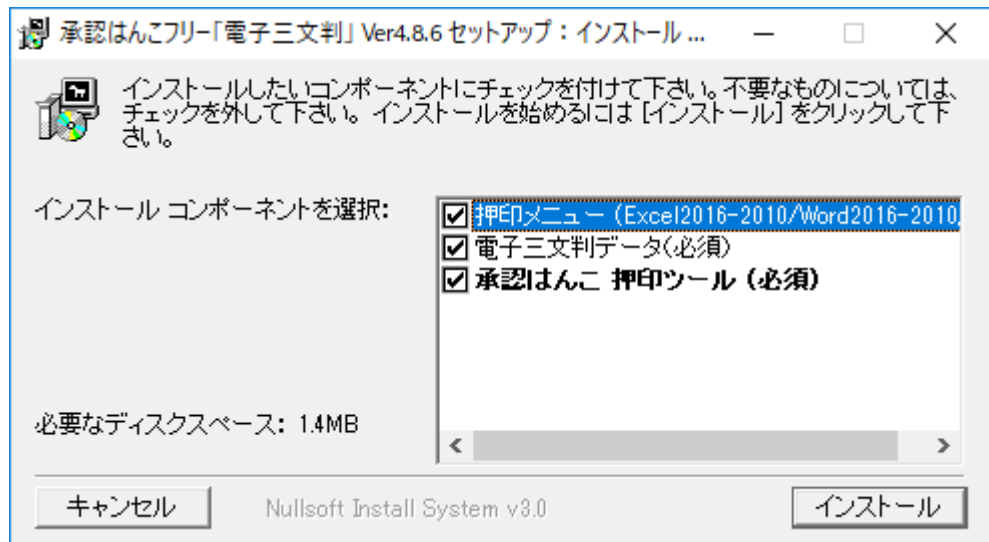 承認はんこフリー「電子三文判」 Ver4.8.6 セットアップ：インストール ...
インストールしたいコンポーネントにチェックを付けて下さい。不要なものについては、
チェックを外して下さい。インストールを始めるには [インストール] をクリックして下
さい。
インストール コンポーネントを選択:
押印メニュー (Excel2016-2010/Word2016-2010
電子三文判データ(必須)
承認はんこ 押印ツール (必須)
必要なディスクスペース: 1.4MB
キャンセル
Nullsoft Install System v3.0
インストール